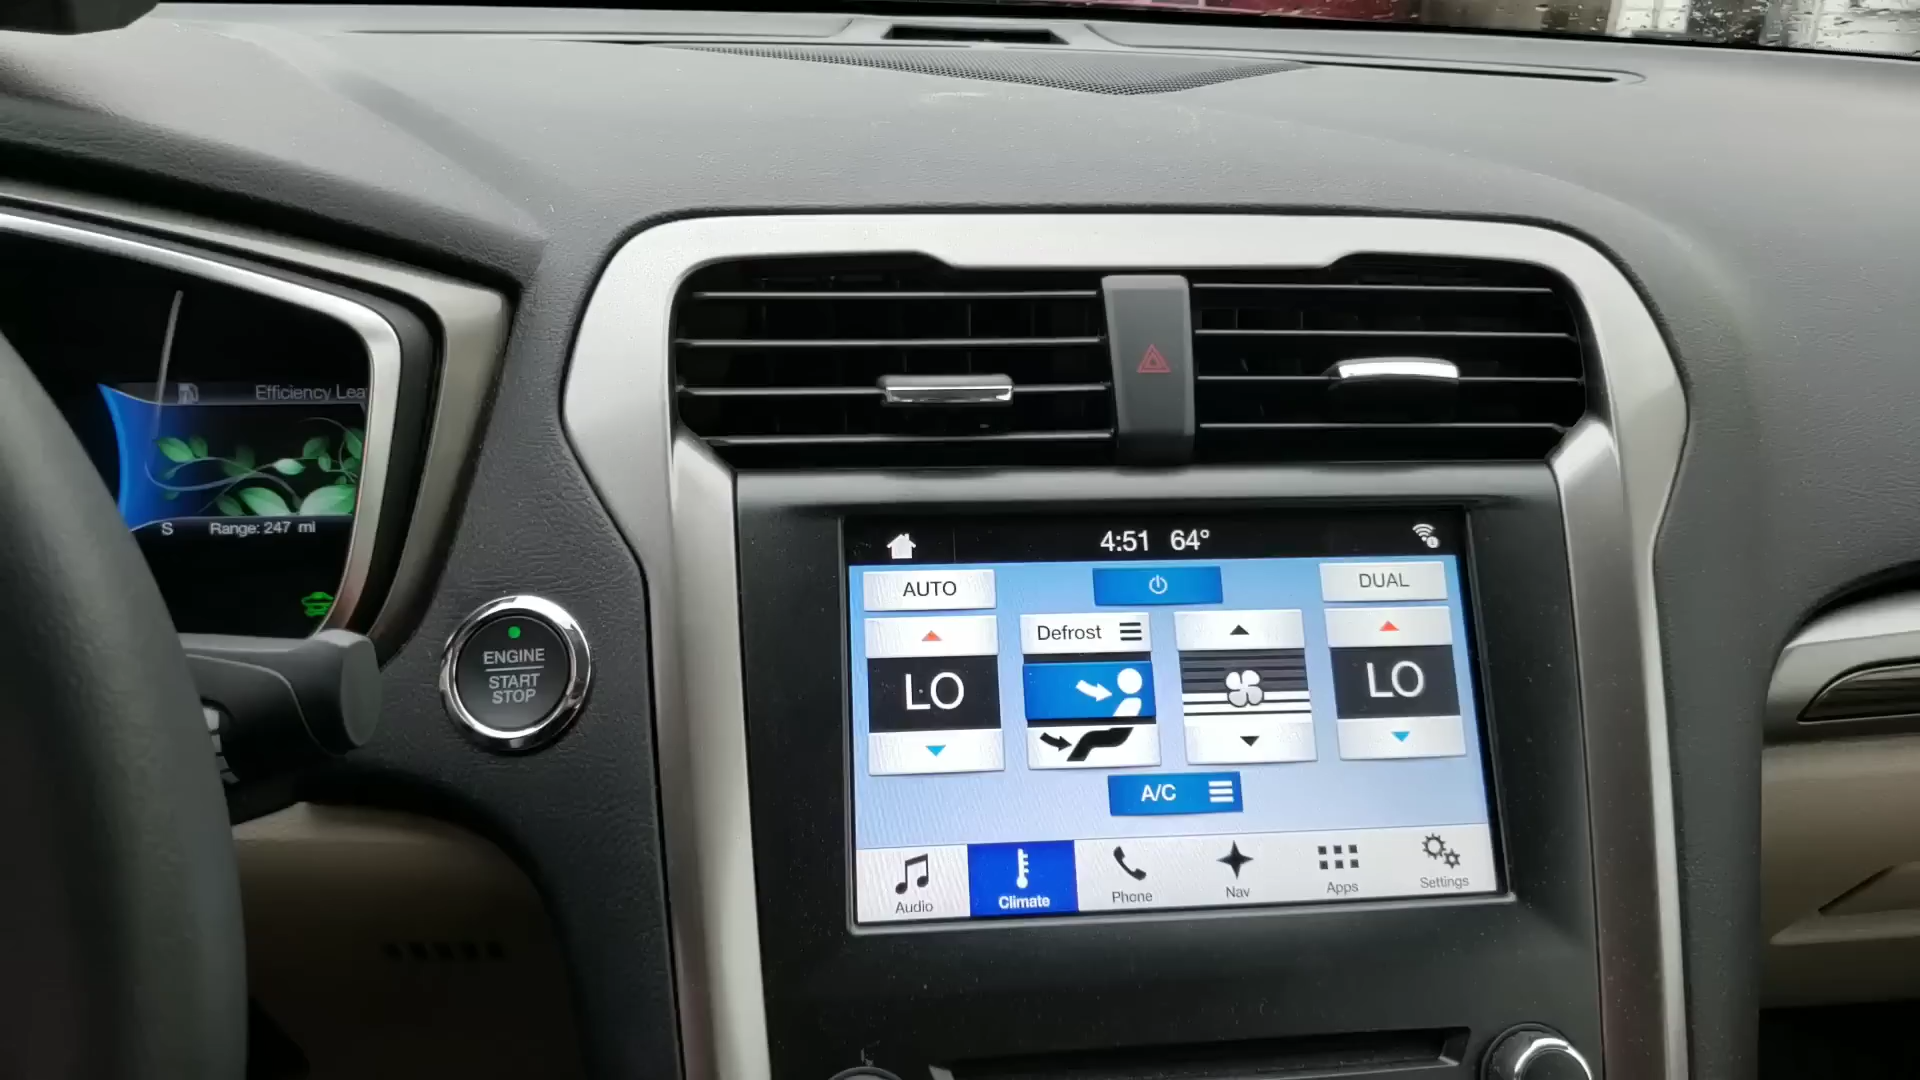 Efficiency Lea
S Range: 247 mi
ENGINE
START
STOP
4:51 64°
AUTO
DUAL
Defrost
LO
LO
A/C
Audio
Climate
Phone
Nav
Apps
Settings